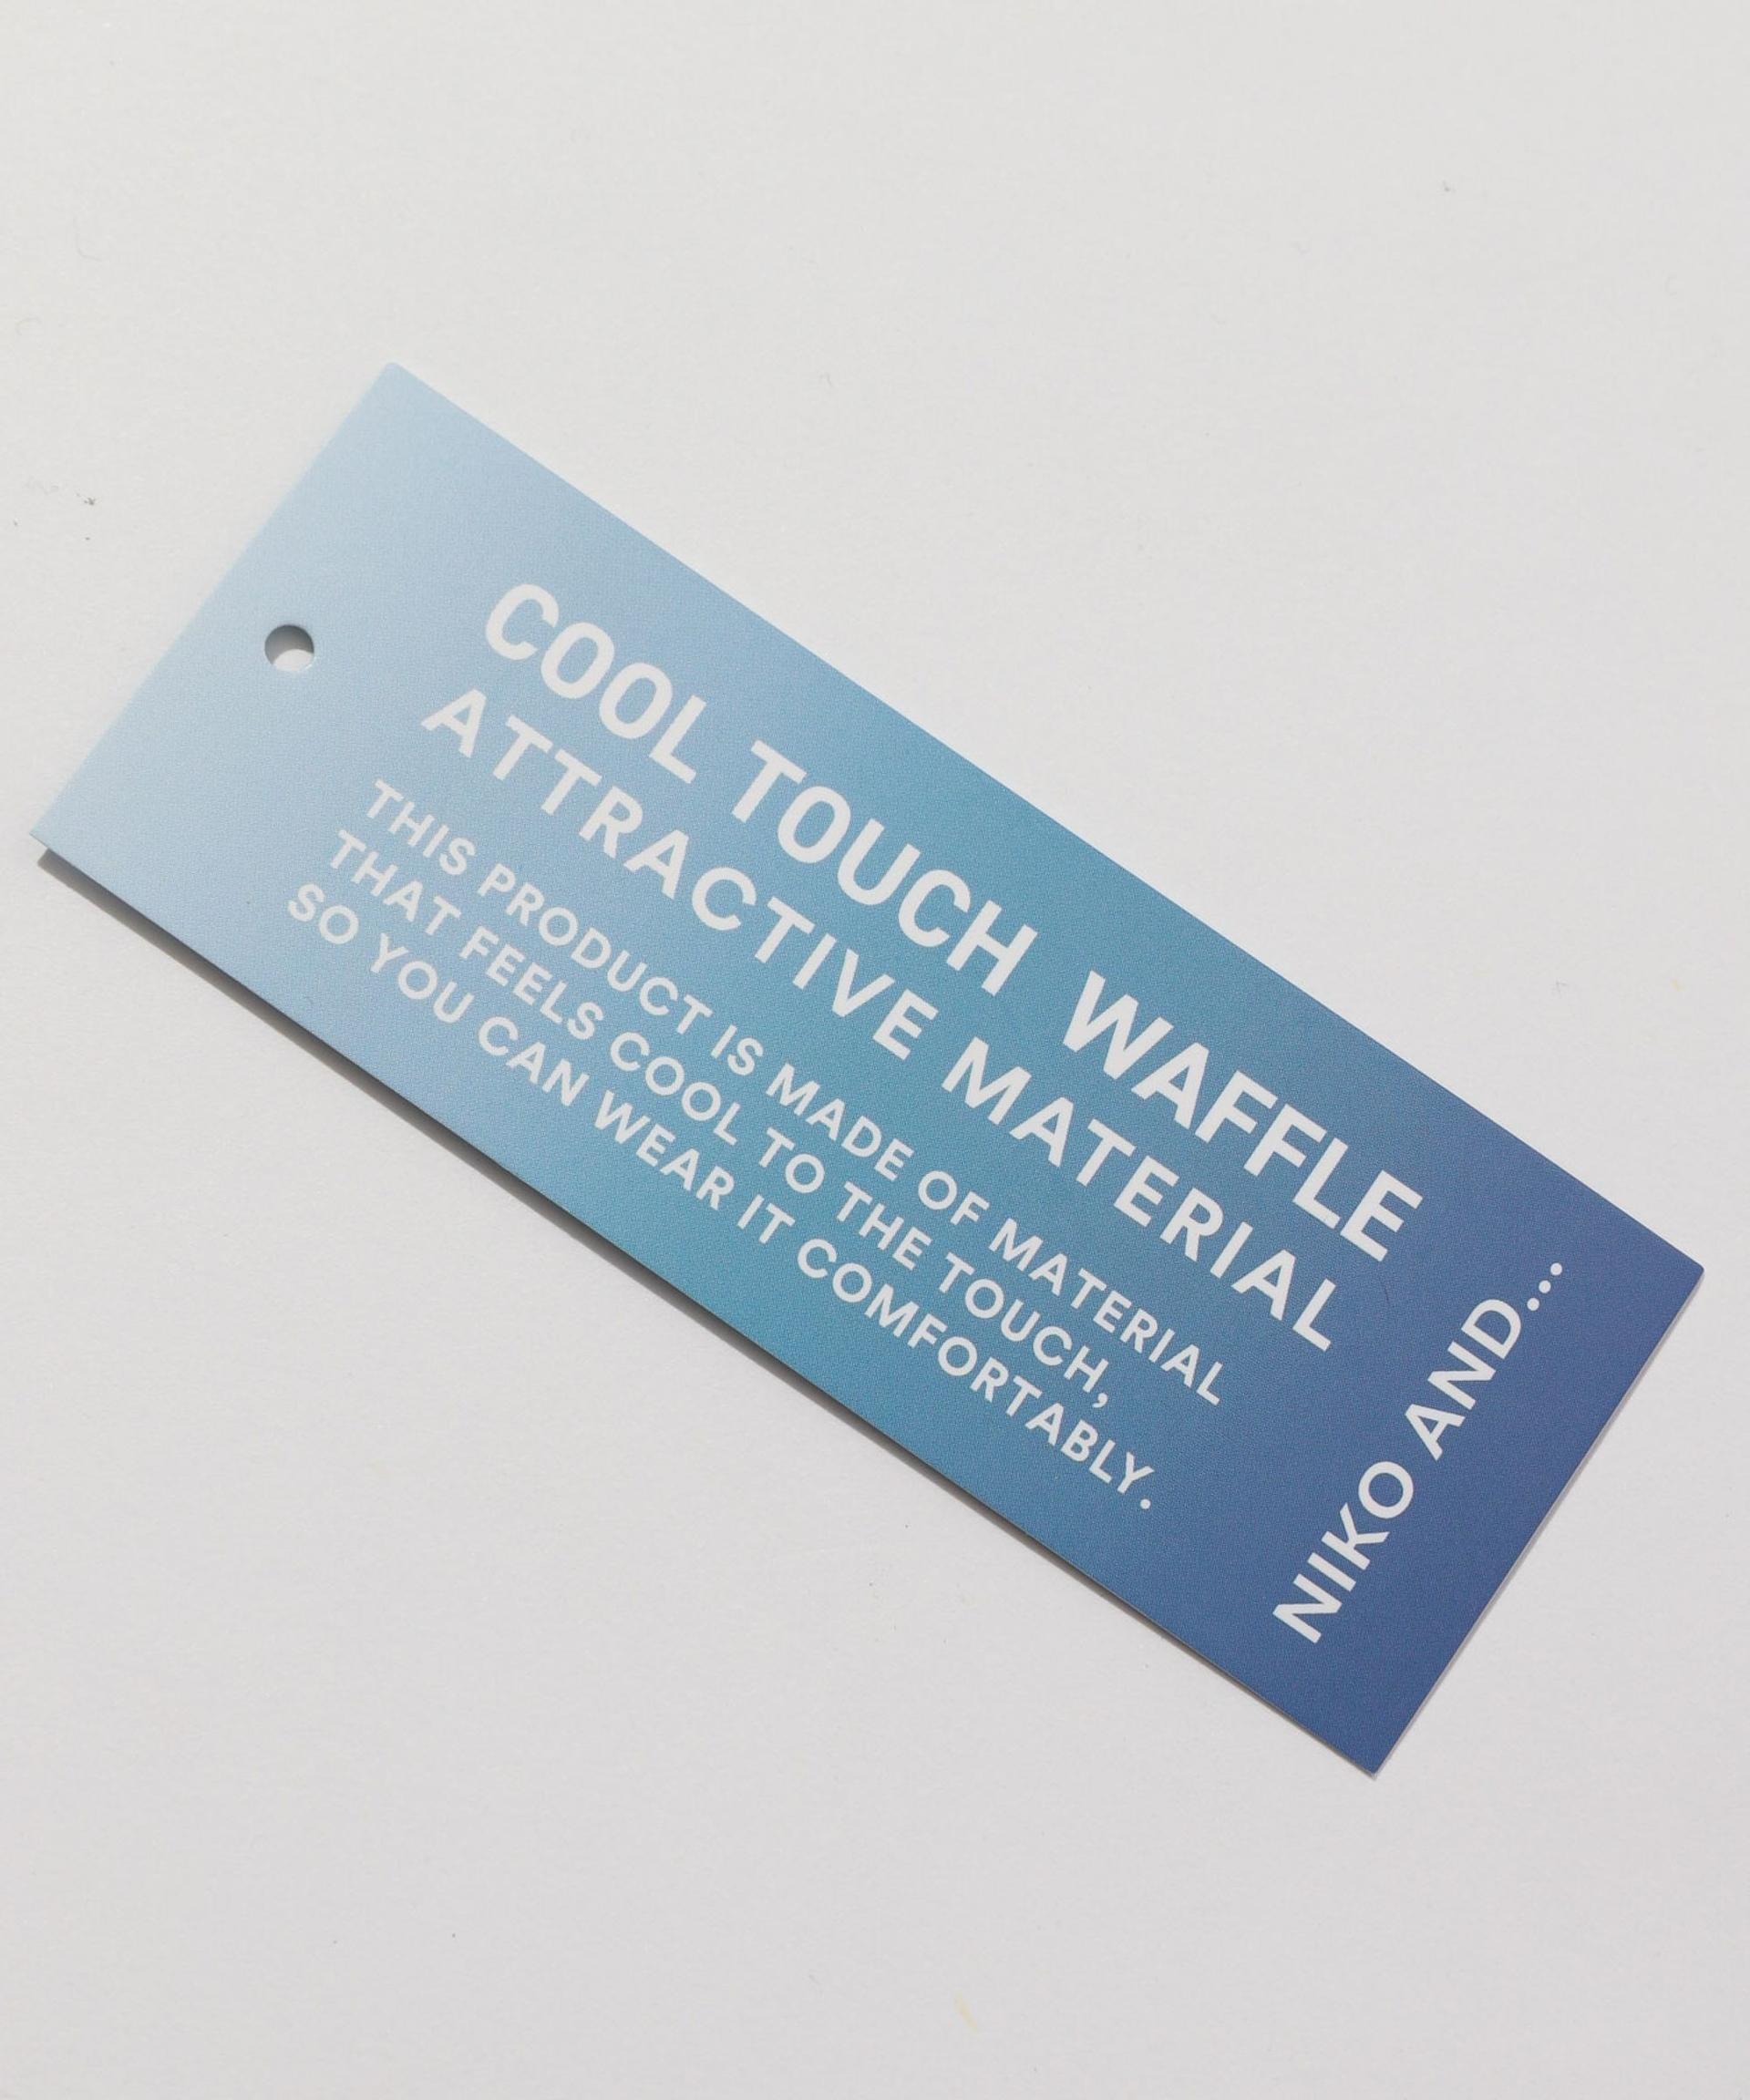 COOL TOUCH WAFFLE
ATTRACTIVE MATERIAL
THIS PRODUCT IS MADE OF MATERIAL
THAT FEELS COOL TO THE TOUCH,
SO YOU CAN WEAR IT COMFORTABLY.
NIKO AND...